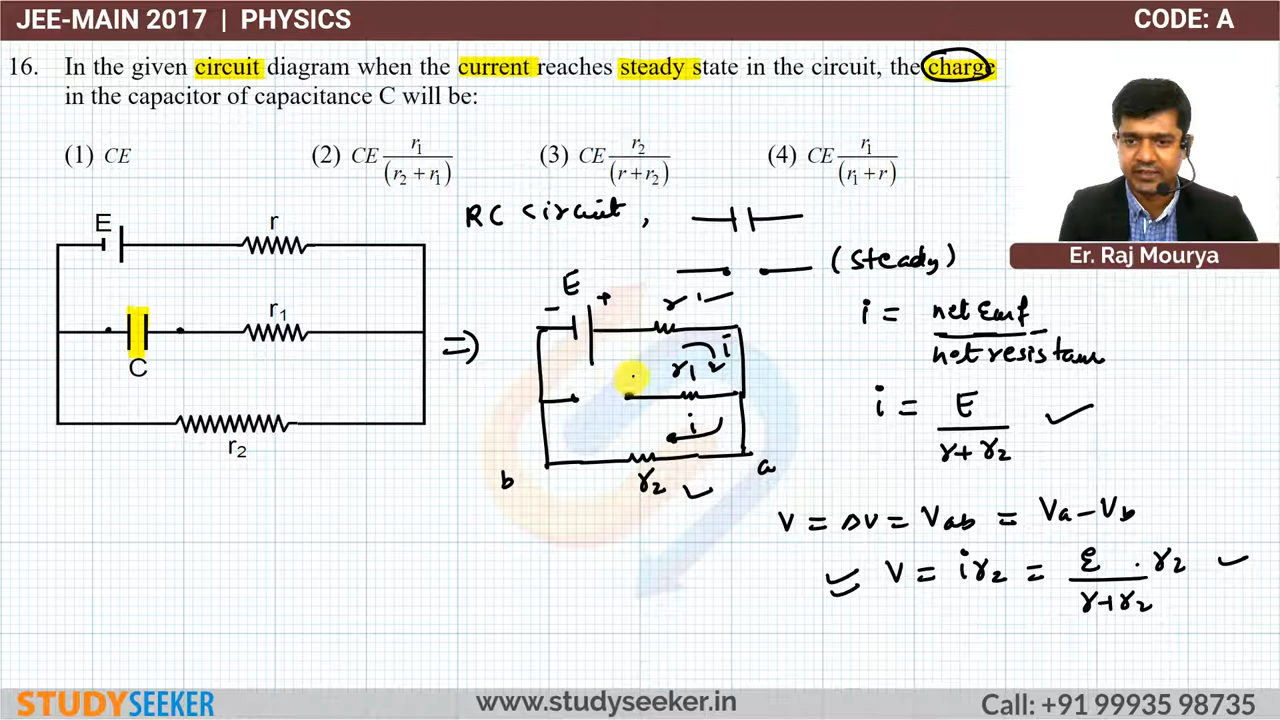 JEE-MAIN 2017 | PHYSICS
CODE: A
16. In the given circuit diagram when the current reaches steady state in the circuit, the charge
in the capacitor of capacitance C will be:
(1) CE (2) CE r₁/(r₂ + r₁) (3) CE r₂/(r + r₂) (4) CE r₁/(r₁ + r)
Er. Raj Mourya
E r
C r₁
r₂
RC circuit,
(steady)
⇒
- E + r
r₁ i
i
b r₂ a
i = net Emf / net resistance
i = E / r + r₂ ✓
V = ΔV = Vab = Va - Vb
V = ir₂ = ε / r + r₂ . r₂ ✓
STUDYSEEKER
www.studyseeker.in
Call: +91 99935 98735